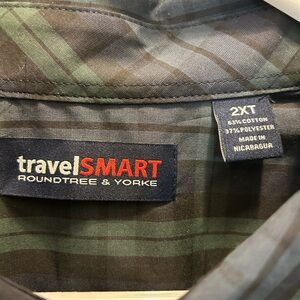 travelSMART
ROUNDTREE & YORKE
2XT
63% COTTON
37% POLYESTER
MADE IN
NICARAGUA